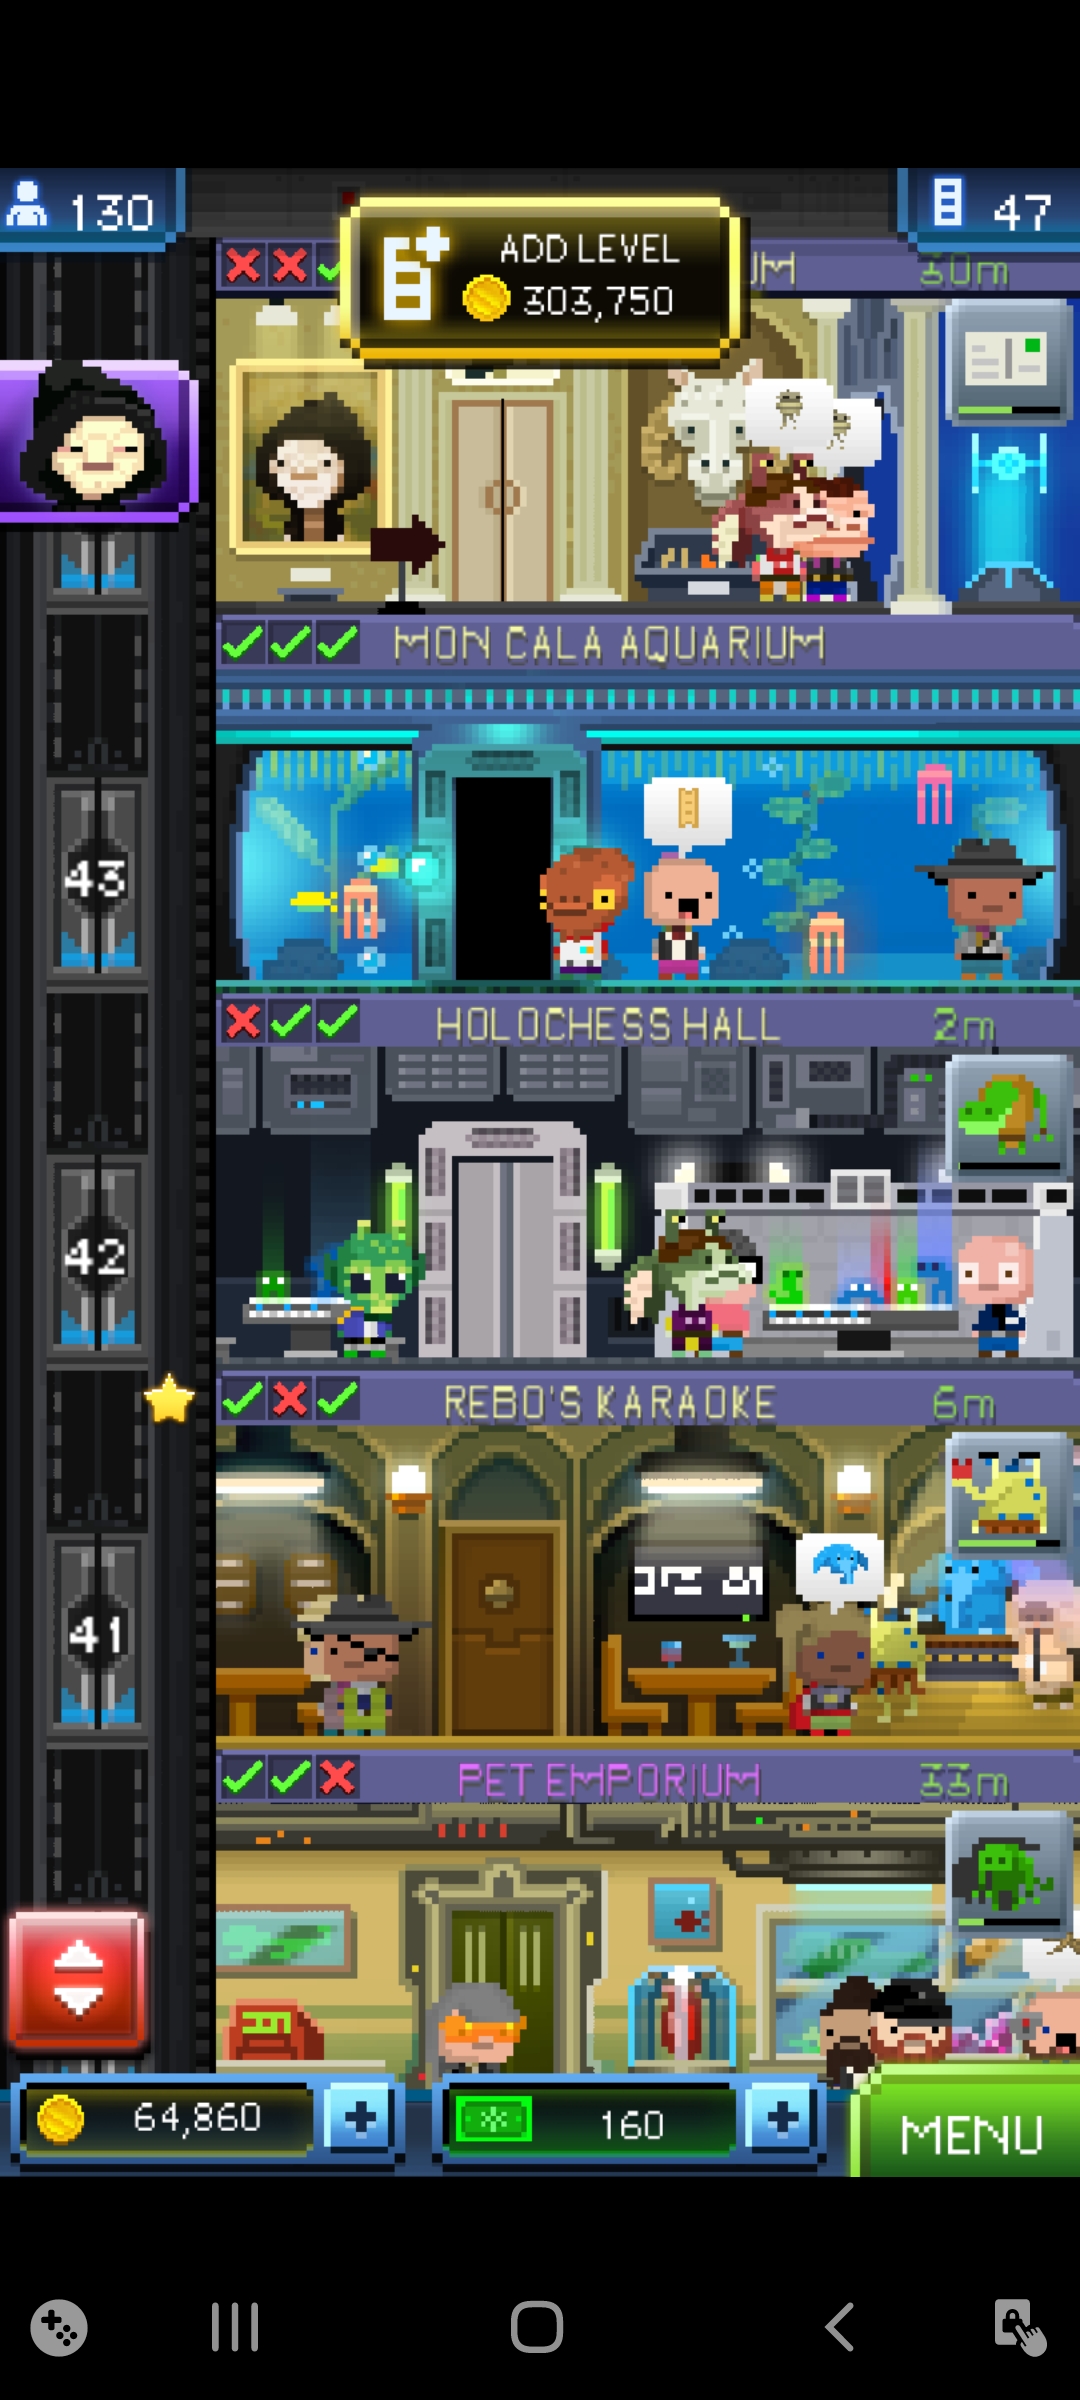 130
47
ADD LEVEL
303,750
UM
30m
MON CALA AQUARIUM
43
HOLOCHESS HALL
2m
42
REBO'S KARAOKE
6m
41
PET EMPORIUM
33m
64,860
160
MENU